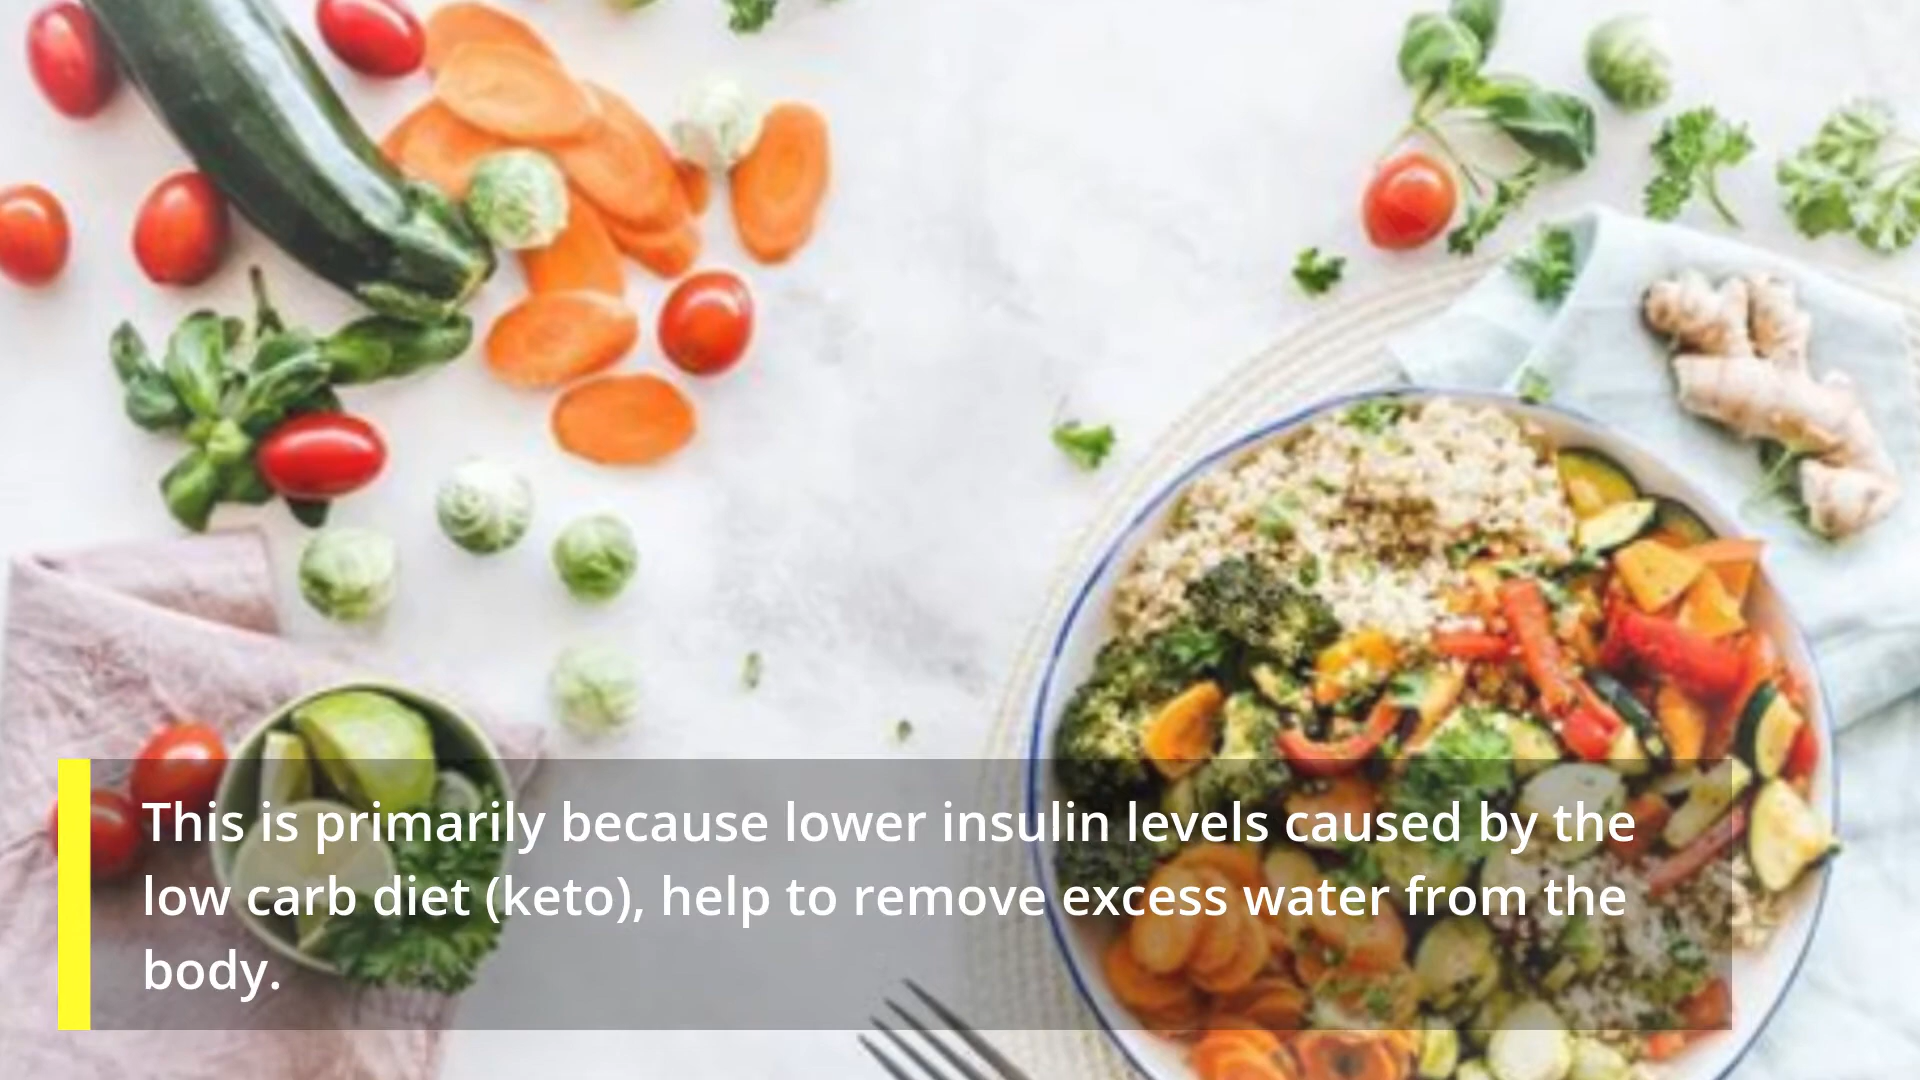 This is primarily because lower insulin levels caused by the
low carb diet (keto), help to remove excess water from the
body.